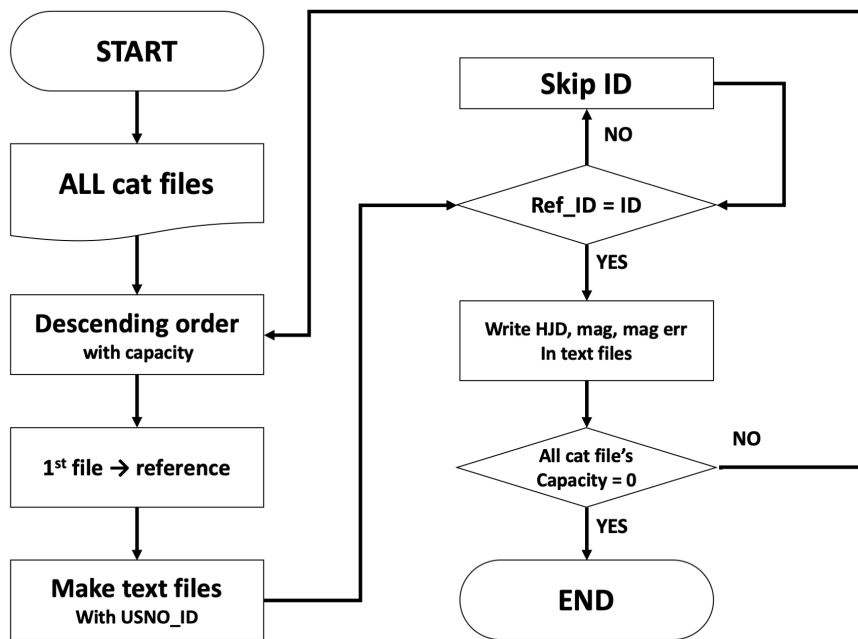 START
ALL cat files
Descending order
with capacity
1st file → reference
Make text files
With USNO_ID
Skip ID
NO
Ref_ID = ID
YES
Write HJD, mag, mag err
In text files
All cat file's
Capacity = 0
NO
YES
END